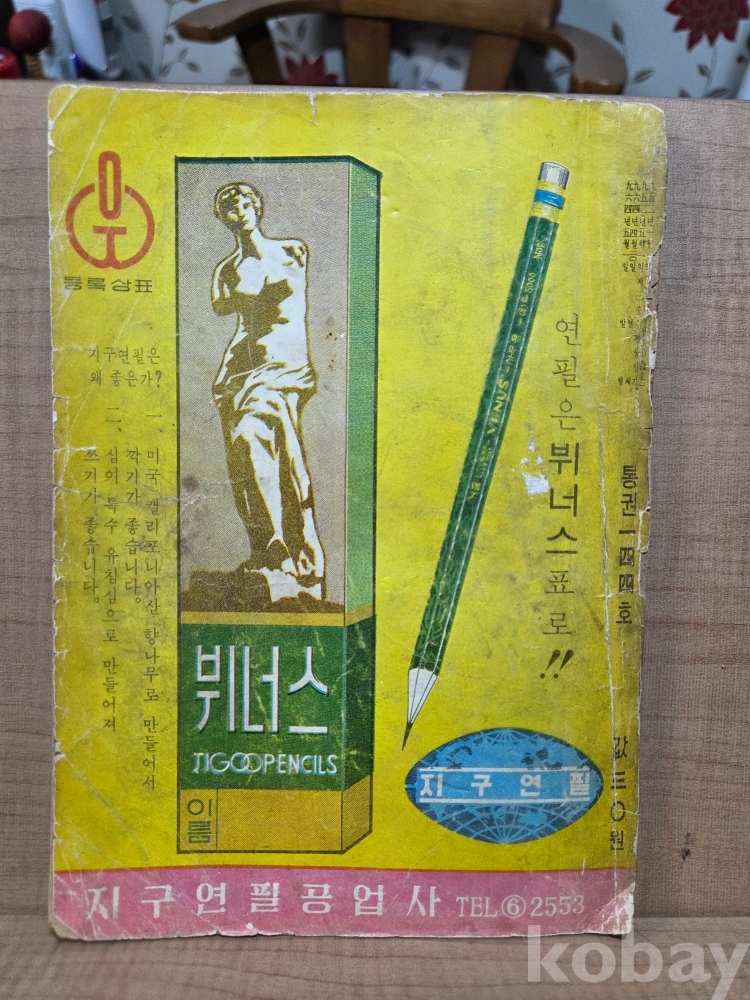 등록상표
지구연필은
왜 좋은가?
一、미국 캘리포니아산 향나무로 만들어서
깍기가 좋습니다。
二、심이 특수 유침심으로 만들어져
쓰기가 좋습니다。
뷔너스
JIGOO PENCILS
이름
연필은 뷔너스표로!!
지구연필
통권一四四호
값 五〇원
지구연필공업사 TEL⑥2553
kobay